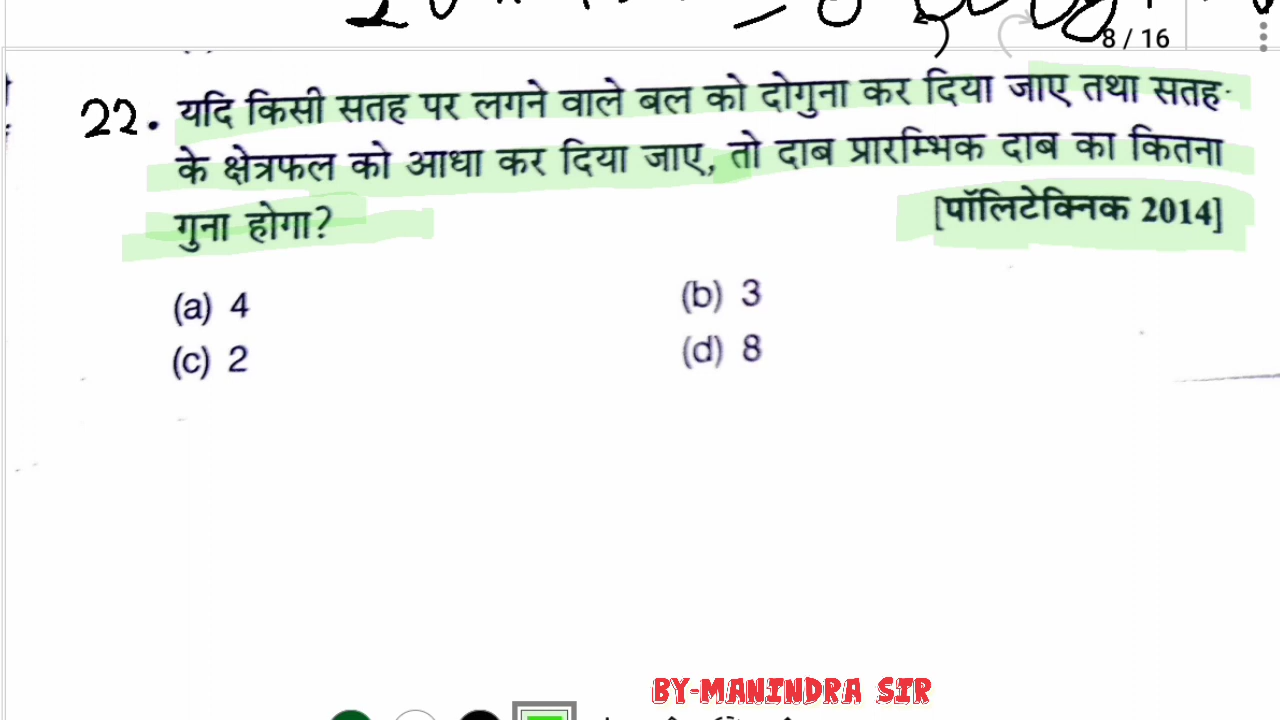 8 / 16
22. यदि किसी सतह पर लगने वाले बल को दोगुना कर दिया जाए तथा सतह
के क्षेत्रफल को आधा कर दिया जाए, तो दाब प्रारम्भिक दाब का कितना
गुना होगा? [पॉलिटेक्निक 2014]
(a) 4 (b) 3
(c) 2 (d) 8
BY-MANINDRA SIR